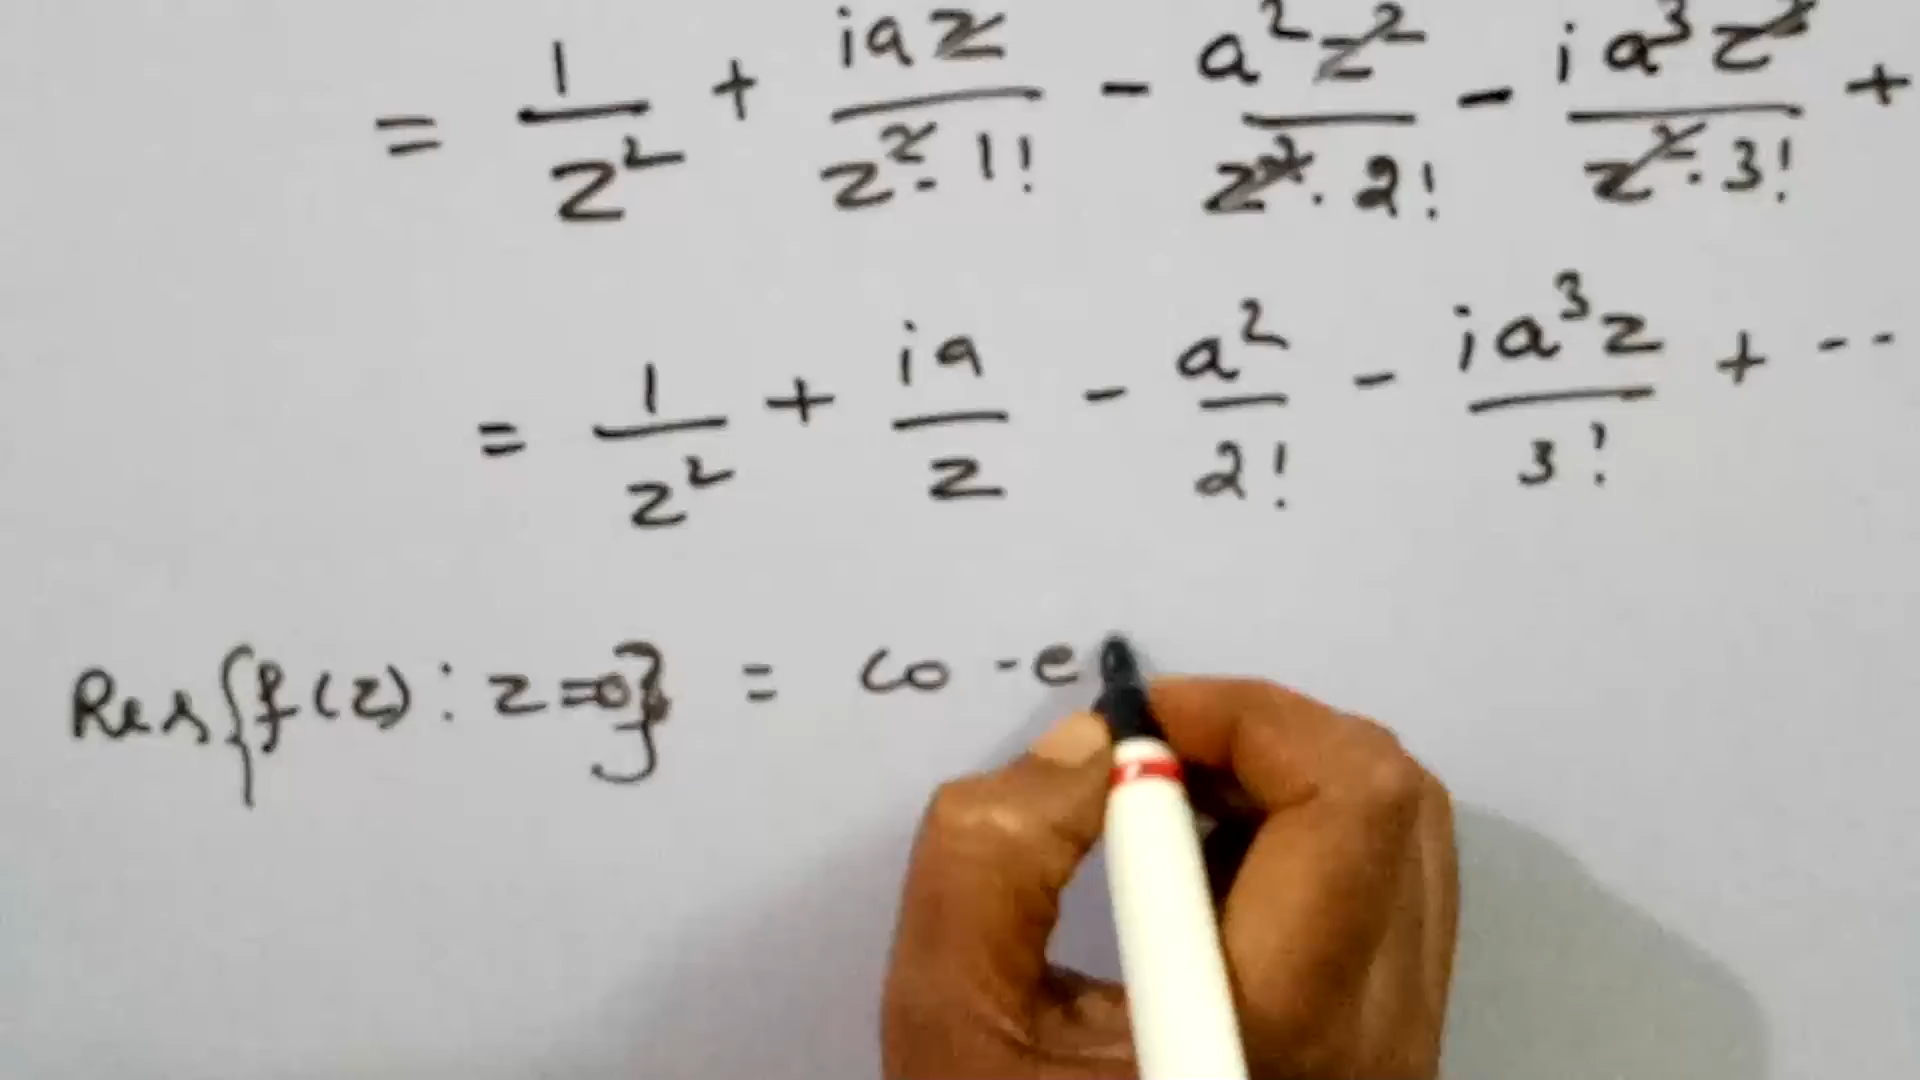 = 1/z² + iaz/z²·1! - a²z²/z²·2! - ia³z³/z²·3! +
= 1/z² + ia/z - a²/2! - ia³z/3! + ---
Res{f(z): z=0} = co-e